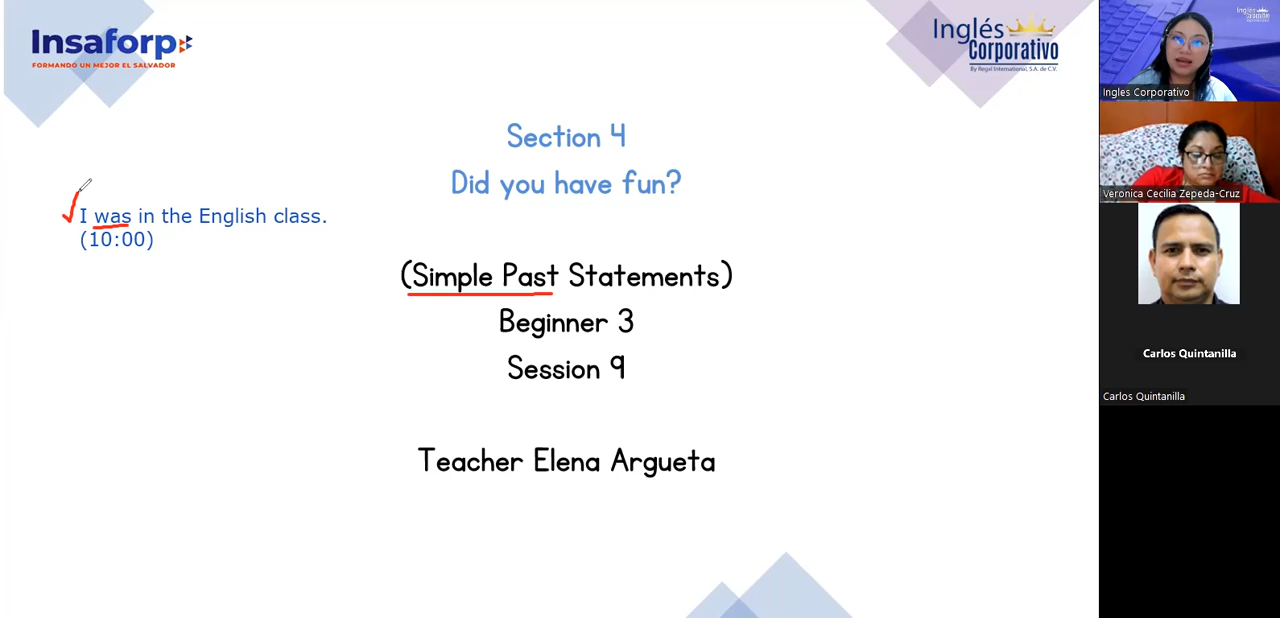 Insaforp
FORMANDO UN MEJOR EL SALVADOR
Inglés
Corporativo
By Regal International, S.A. de C.V.
Section 4
Did you have fun?
I was in the English class.
(10:00)
(Simple Past Statements)
Beginner 3
Session 9
Teacher Elena Argueta
Inglés
Ingles Corporativo
Veronica Cecilia Zepeda-Cruz
Carlos Quintanilla
Carlos Quintanilla